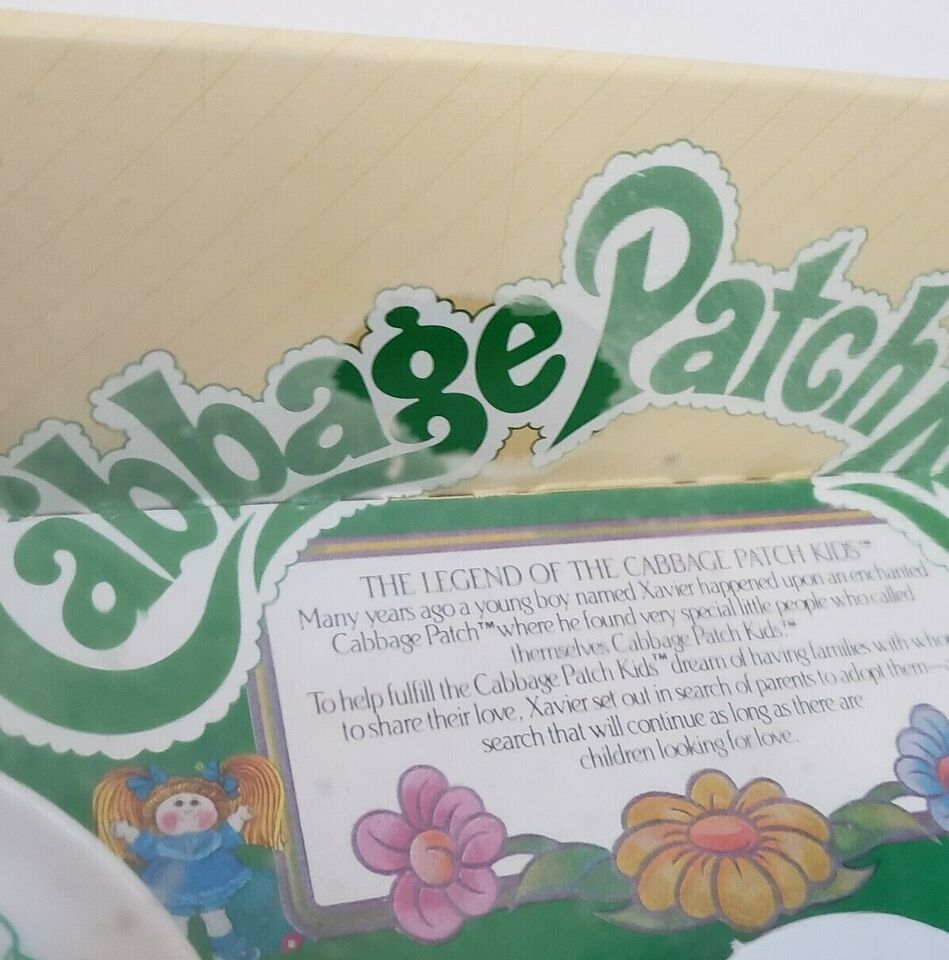 abbage Patch
THE LEGEND OF THE CABBAGE PATCH KIDS™
Many years ago a young boy named Xavier happened upon an enchanted
Cabbage Patch™ where he found very special little people who called
themselves Cabbage Patch Kids.™
To help fulfill the Cabbage Patch Kids™ dream of having families with
to share their love, Xavier set out in search of parents to adopt them—
search that will continue as long as there are
children looking for love.